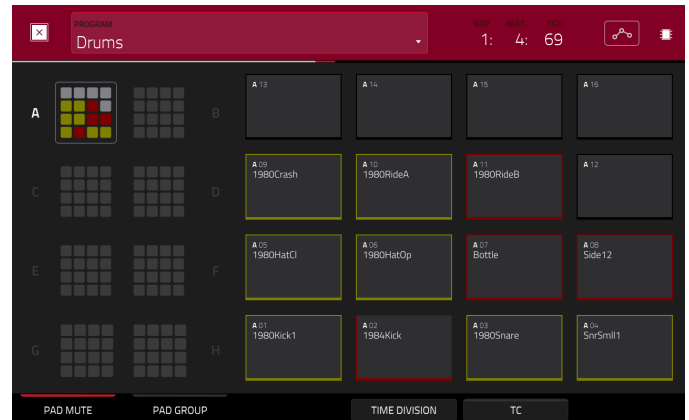 PROGRAM
Drums
BAR BEAT TICK
1: 4: 69
A 13
A 14
A 15
A 16
A
B
A 09
1980Crash
A 10
1980RideA
A 11
1980RideB
A 12
C
D
A 05
1980HatCl
A 06
1980HatOp
A 07
Bottle
A 08
Side12
E
F
A 01
1980Kick1
A 02
1984Kick
A 03
1980Snare
A 04
SnrSmll1
G
H
PAD MUTE
PAD GROUP
TIME DIVISION
TC